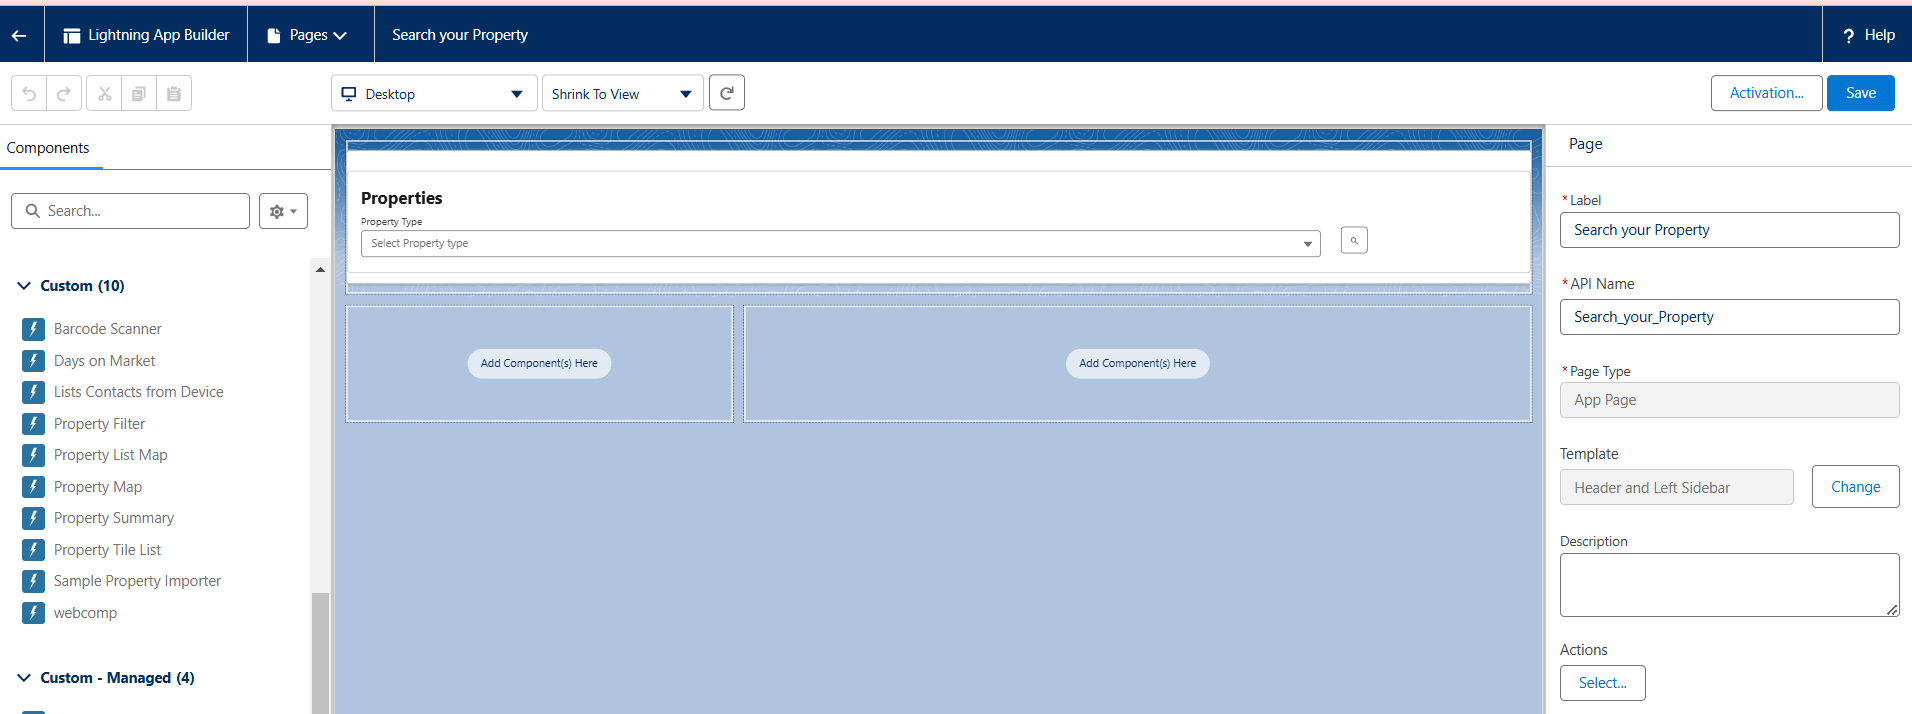 Lightning App Builder
Pages
Search your Property
? Help
Desktop
Shrink To View
Activation...
Save
Components
Search...
Custom (10)
Barcode Scanner
Days on Market
Lists Contacts from Device
Property Filter
Property List Map
Property Map
Property Summary
Property Tile List
Sample Property Importer
webcomp
Custom - Managed (4)
Properties
Property Type
Select Property type
Add Component(s) Here
Add Component(s) Here
Page
*Label
Search your Property
*API Name
Search_your_Property
*Page Type
App Page
Template
Header and Left Sidebar
Change
Description
Actions
Select...